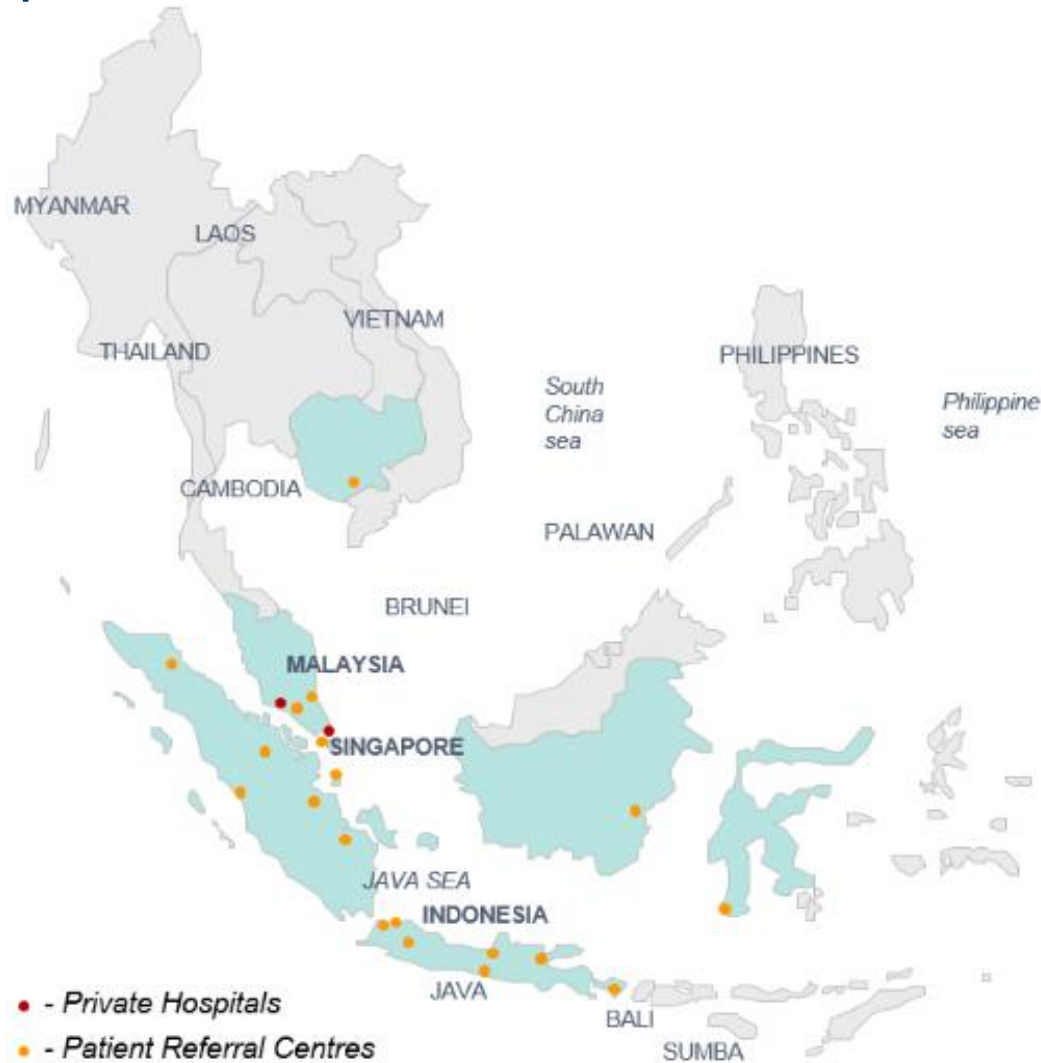 MYANMAR
LAOS
VIETNAM
THAILAND
PHILIPPINES
South
China
sea
Philippine
sea
CAMBODIA
PALAWAN
BRUNEI
MALAYSIA
SINGAPORE
JAVA SEA
INDONESIA
JAVA
BALI
SUMBA
- Private Hospitals
- Patient Referral Centres